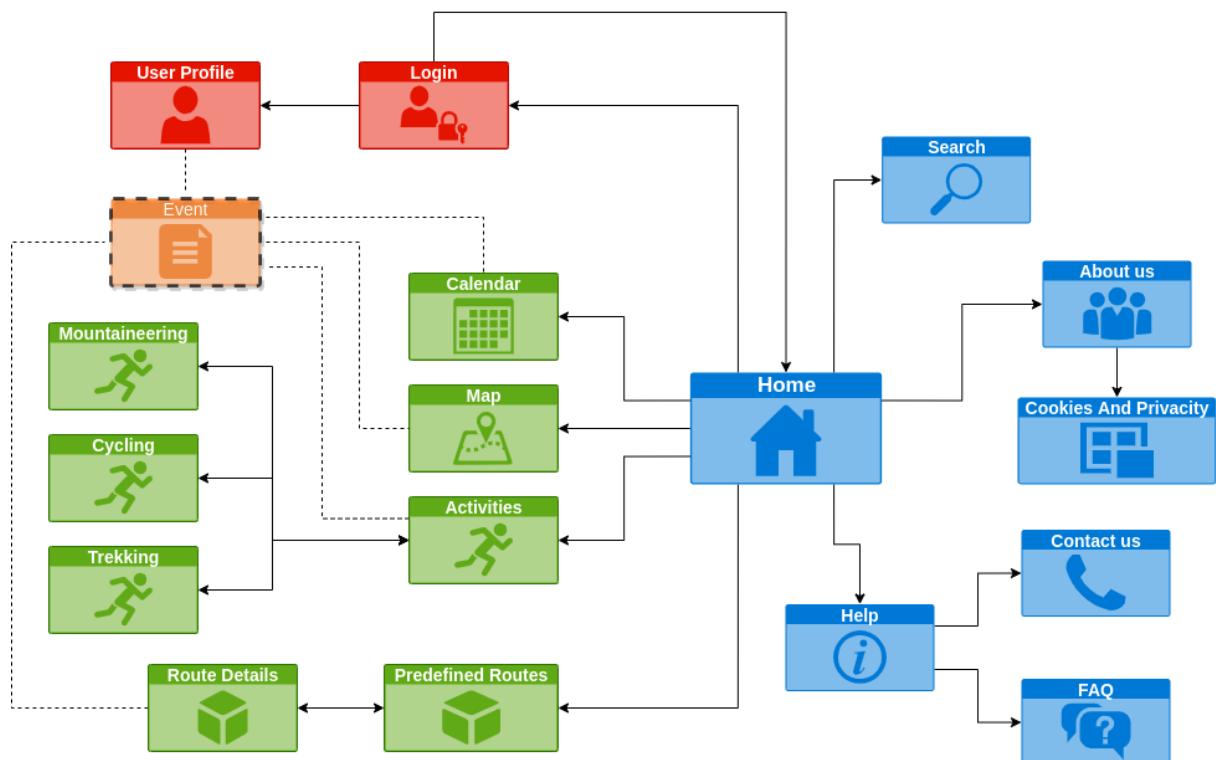 User Profile
Login
Search
Event
About us
Calendar
Mountaineering
Home
Map
Cookies And Privacity
Cycling
Activities
Contact us
Trekking
Help
i
Route Details
Predefined Routes
FAQ
?